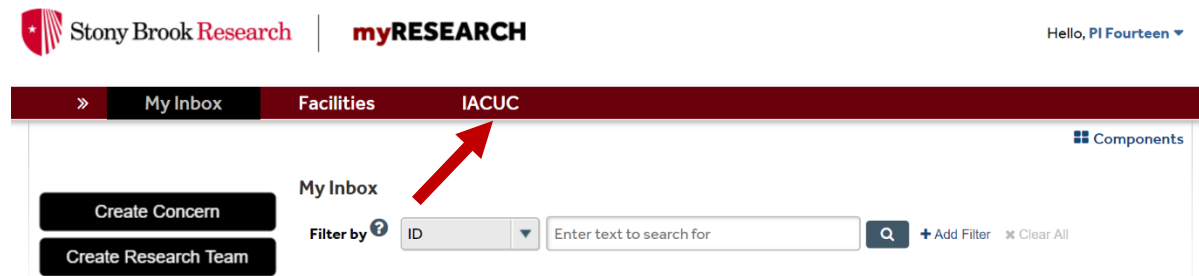 Stony Brook Research myRESEARCH Hello, PI Fourteen
» My Inbox Facilities IACUC
Components
My Inbox
Create Concern
Filter by ? ID Enter text to search for + Add Filter × Clear All
Create Research Team